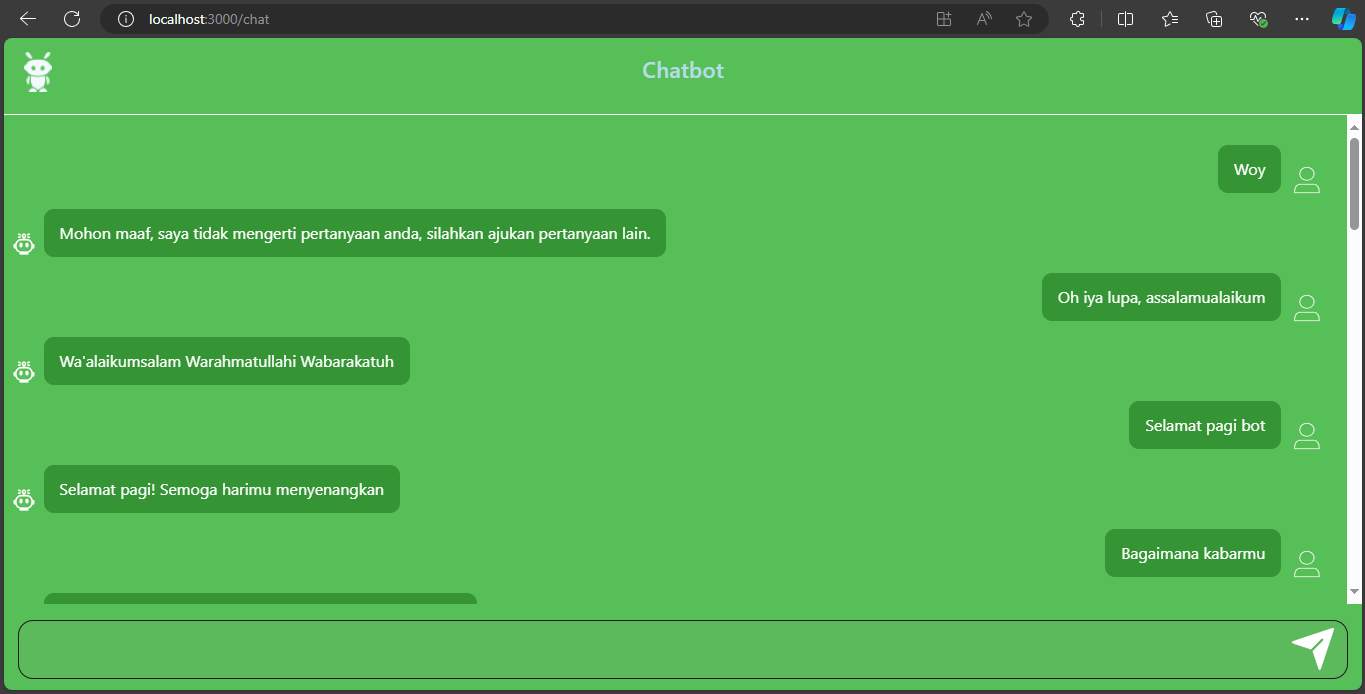 localhost:3000/chat
Chatbot
Woy
Mohon maaf, saya tidak mengerti pertanyaan anda, silahkan ajukan pertanyaan lain.
Oh iya lupa, assalamualaikum
Wa'alaikumsalam Warahmatullahi Wabarakatuh
Selamat pagi bot
Selamat pagi! Semoga harimu menyenangkan
Bagaimana kabarmu